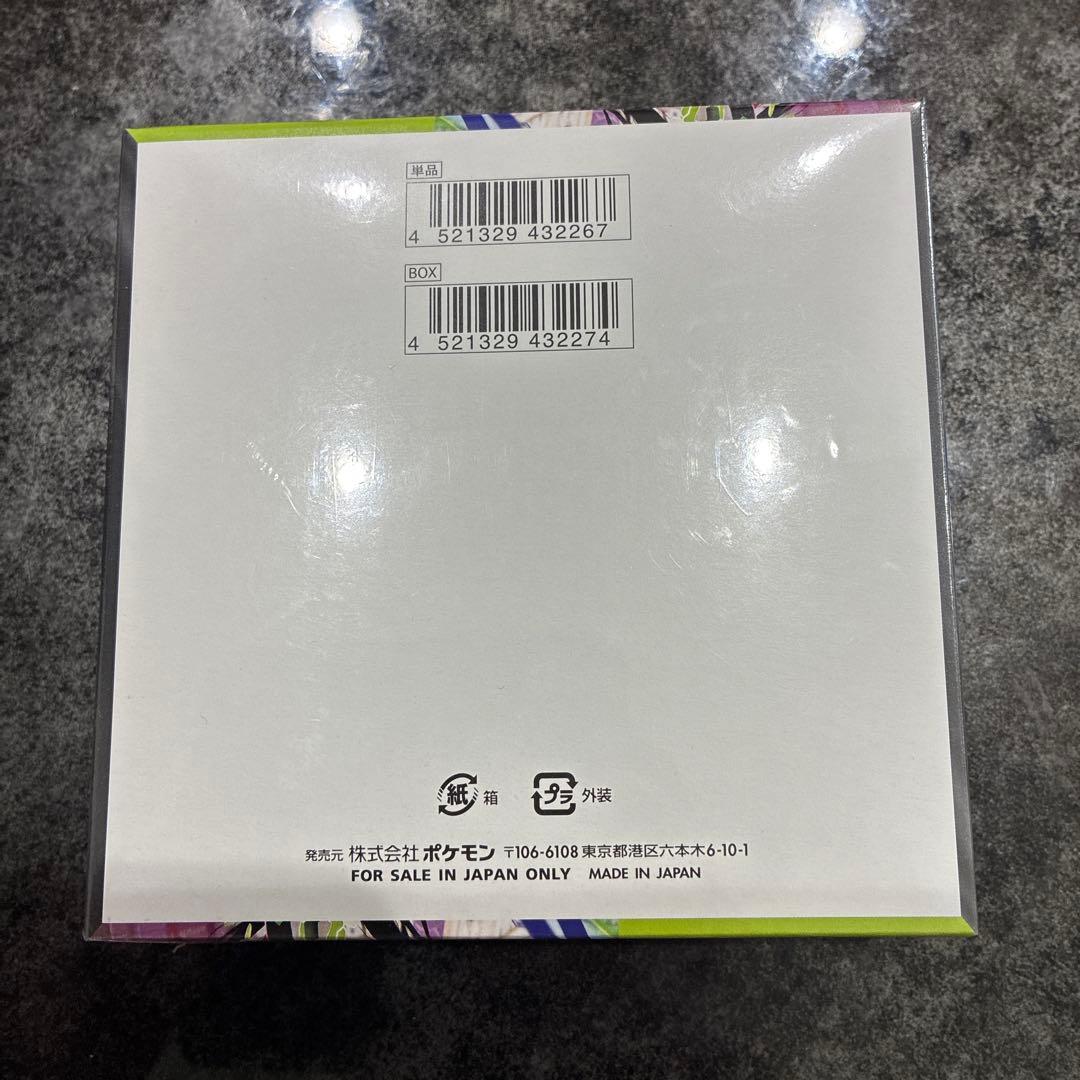 単品
4 521329 432267
BOX
4 521329 432274
紙 箱 プラ 外装
発売元 株式会社 ポケモン 〒106-6108 東京都港区六本木6-10-1
FOR SALE IN JAPAN ONLY MADE IN JAPAN